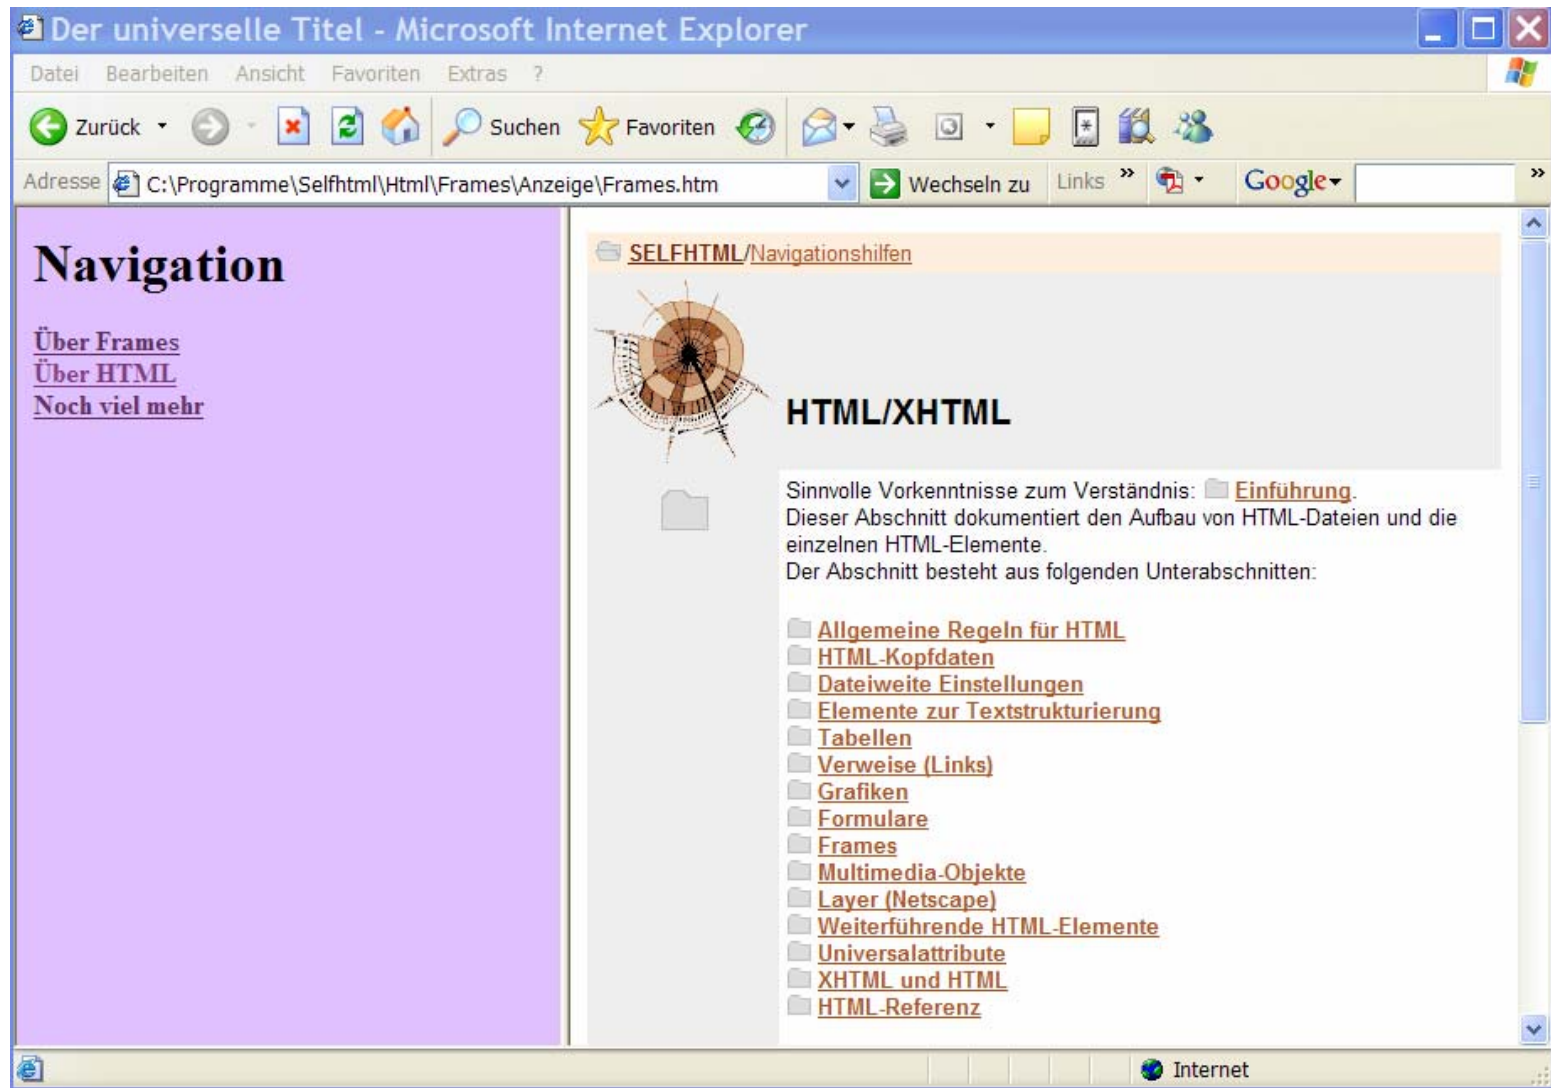 Der universelle Titel - Microsoft Internet Explorer
Datei Bearbeiten Ansicht Favoriten Extras ?
Zurück Suchen Favoriten
Adresse C:\Programme\Selfhtml\Html\Frames\Anzeige\Frames.htm Wechseln zu Links » Google »
Navigation
Über Frames
Über HTML
Noch viel mehr
SELFHTML/Navigationshilfen
HTML/XHTML
Sinnvolle Vorkenntnisse zum Verständnis: Einführung.
Dieser Abschnitt dokumentiert den Aufbau von HTML-Dateien und die
einzelnen HTML-Elemente.
Der Abschnitt besteht aus folgenden Unterabschnitten:
Allgemeine Regeln für HTML
HTML-Kopfdaten
Dateiweite Einstellungen
Elemente zur Textstrukturierung
Tabellen
Verweise (Links)
Grafiken
Formulare
Frames
Multimedia-Objekte
Layer (Netscape)
Weiterführende HTML-Elemente
Universalattribute
XHTML und HTML
HTML-Referenz
Internet